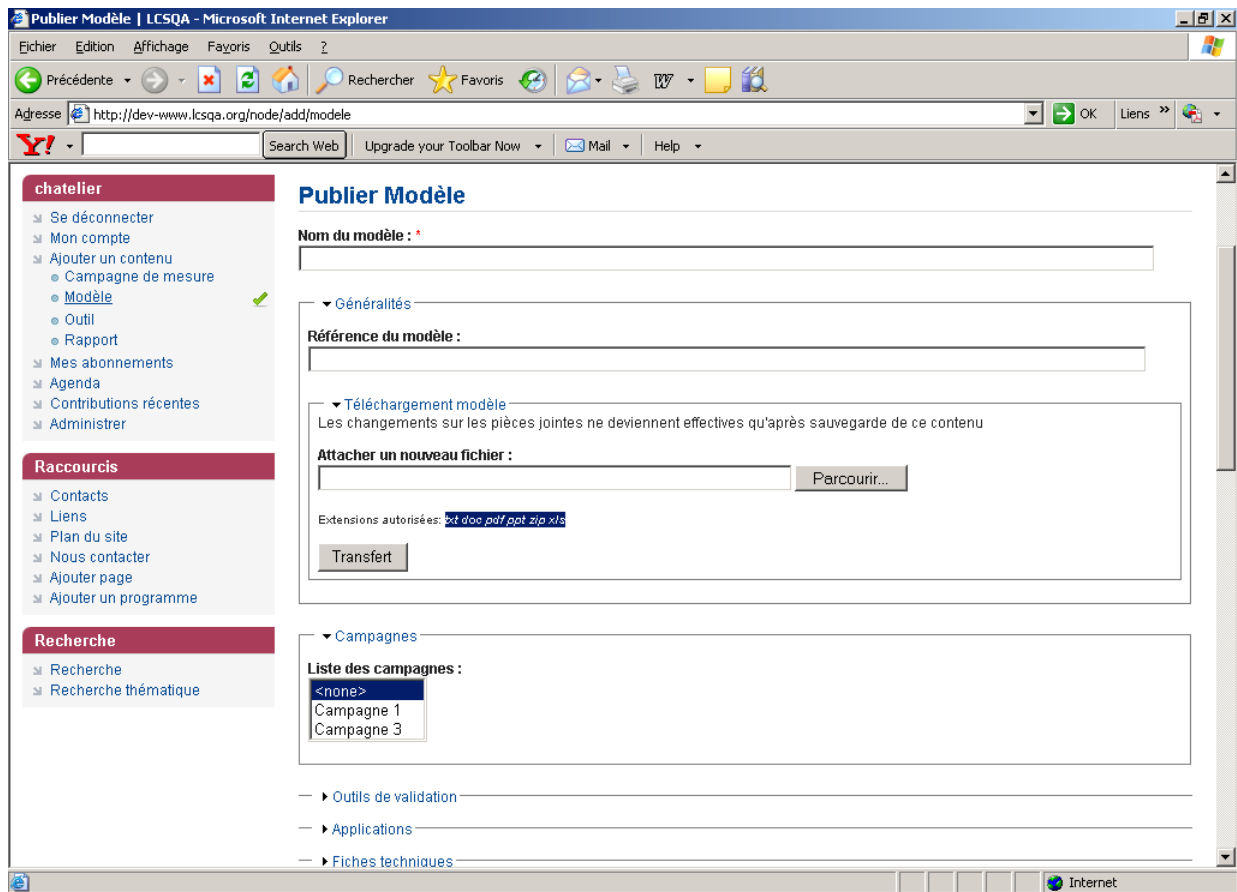 Publier Modèle | LCSQA - Microsoft Internet Explorer
Fichier Edition Affichage Favoris Outils ?
Précédente Rechercher Favoris
Adresse http://dev-www.lcsqa.org/node/add/modele OK Liens »
Y! Search Web Upgrade your Toolbar Now Mail Help
chatelier
Se déconnecter
Mon compte
Ajouter un contenu
Campagne de mesure
Modèle
Outil
Rapport
Mes abonnements
Agenda
Contributions récentes
Administrer
Raccourcis
Contacts
Liens
Plan du site
Nous contacter
Ajouter page
Ajouter un programme
Recherche
Recherche
Recherche thématique
Publier Modèle
Nom du modèle : *
Généralités
Référence du modèle :
Téléchargement modèle
Les changements sur les pièces jointes ne deviennent effectives qu'après sauvegarde de ce contenu
Attacher un nouveau fichier :
Parcourir...
Extensions autorisées: txt doc pdf ppt zip xls
Transfert
Campagnes
Liste des campagnes :
<none>
Campagne 1
Campagne 3
Outils de validation
Applications
Fiches techniques
Internet